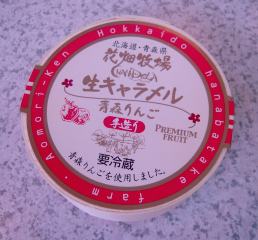 Aomori-Ken Hokkaido hanabatake farm
北海道・青森県
花畑牧場
生キャラメル
青森りんご
手造り
PREMIUM
FRUIT
要冷蔵
青森りんごを使用しました。